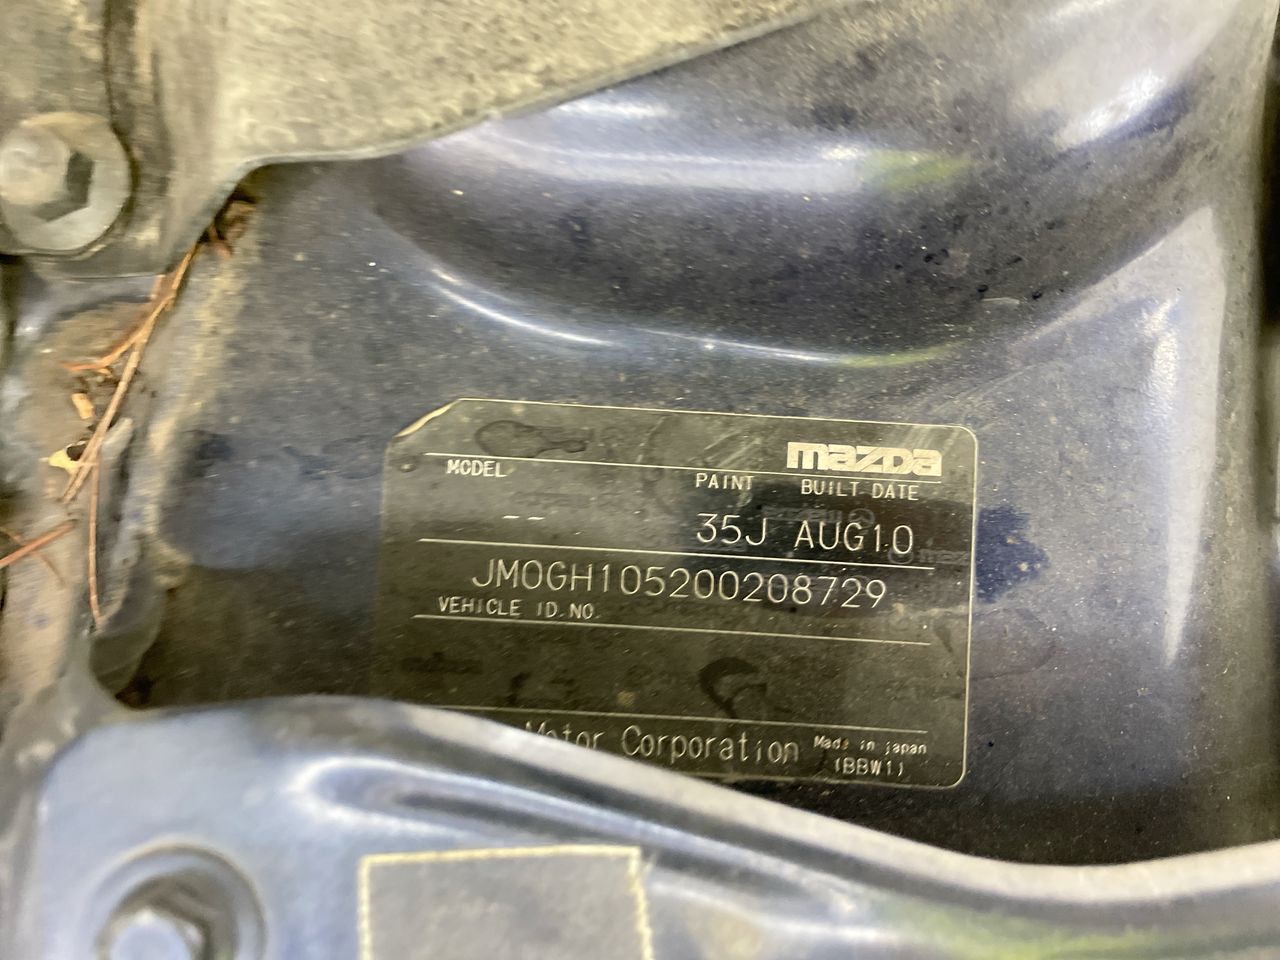 mazda
MODEL PAINT BUILT DATE
-- 35J AUG10
JM0GH105200208729
VEHICLE ID.NO.
Motor Corporation Made in japan
(BBW1)